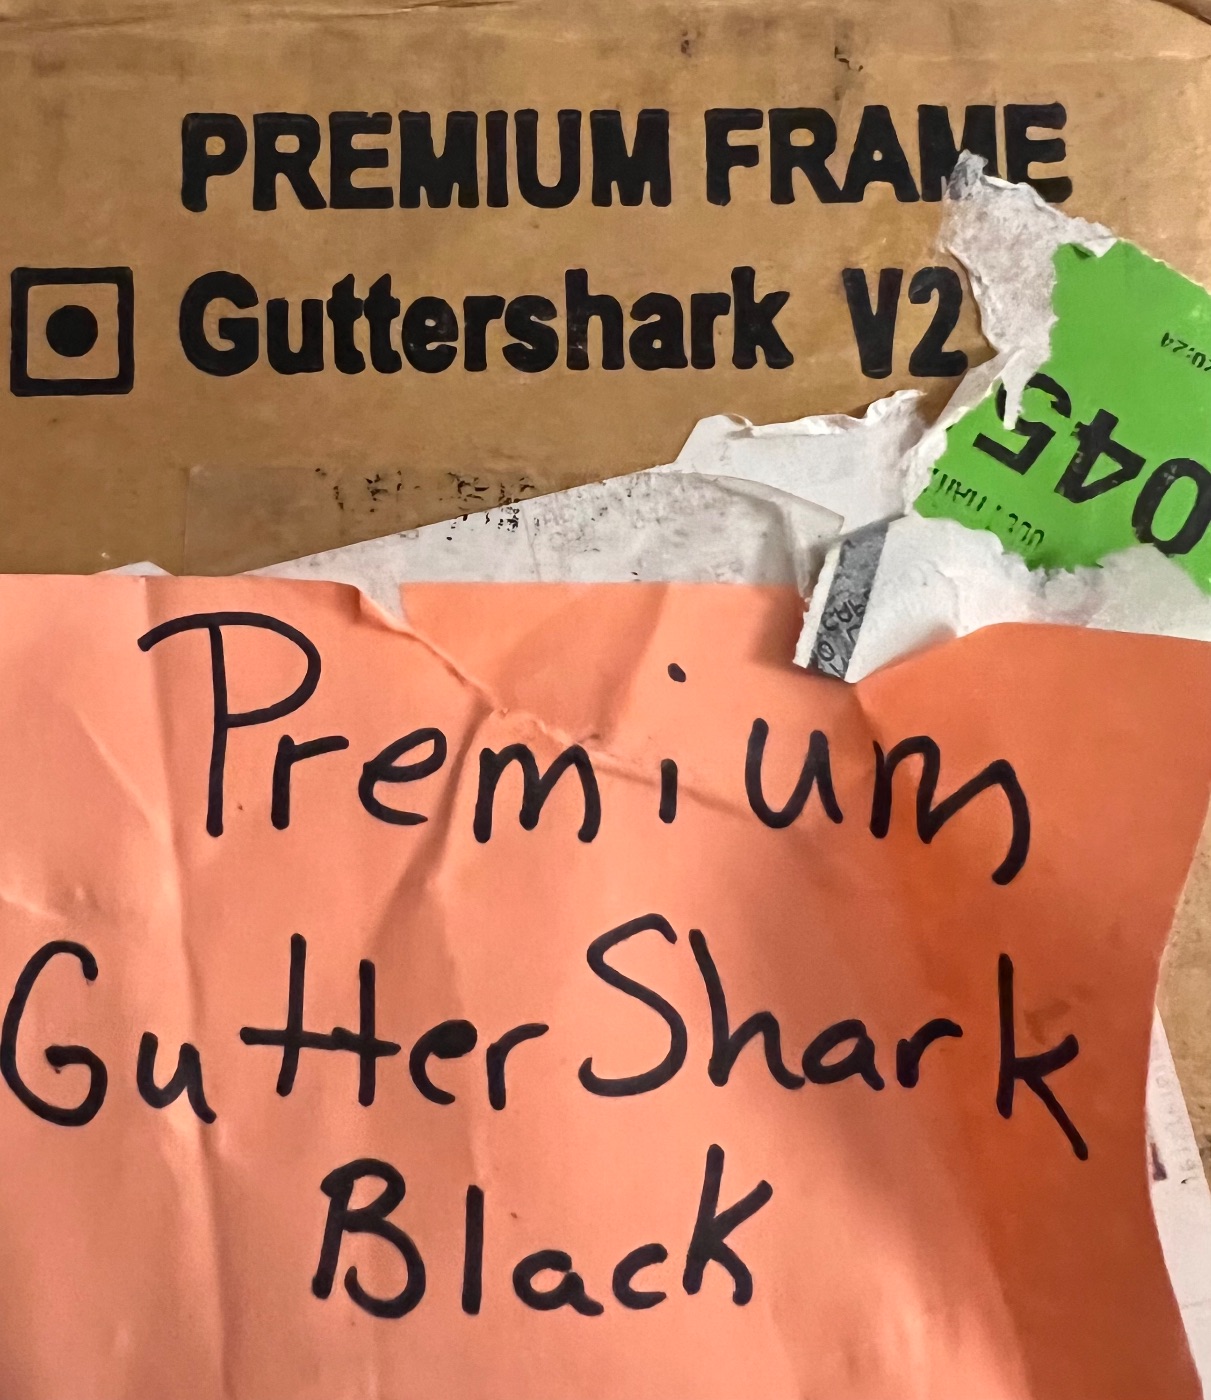 PREMIUM FRAME
Guttershark V2
045
Premium
GutterShark
Black